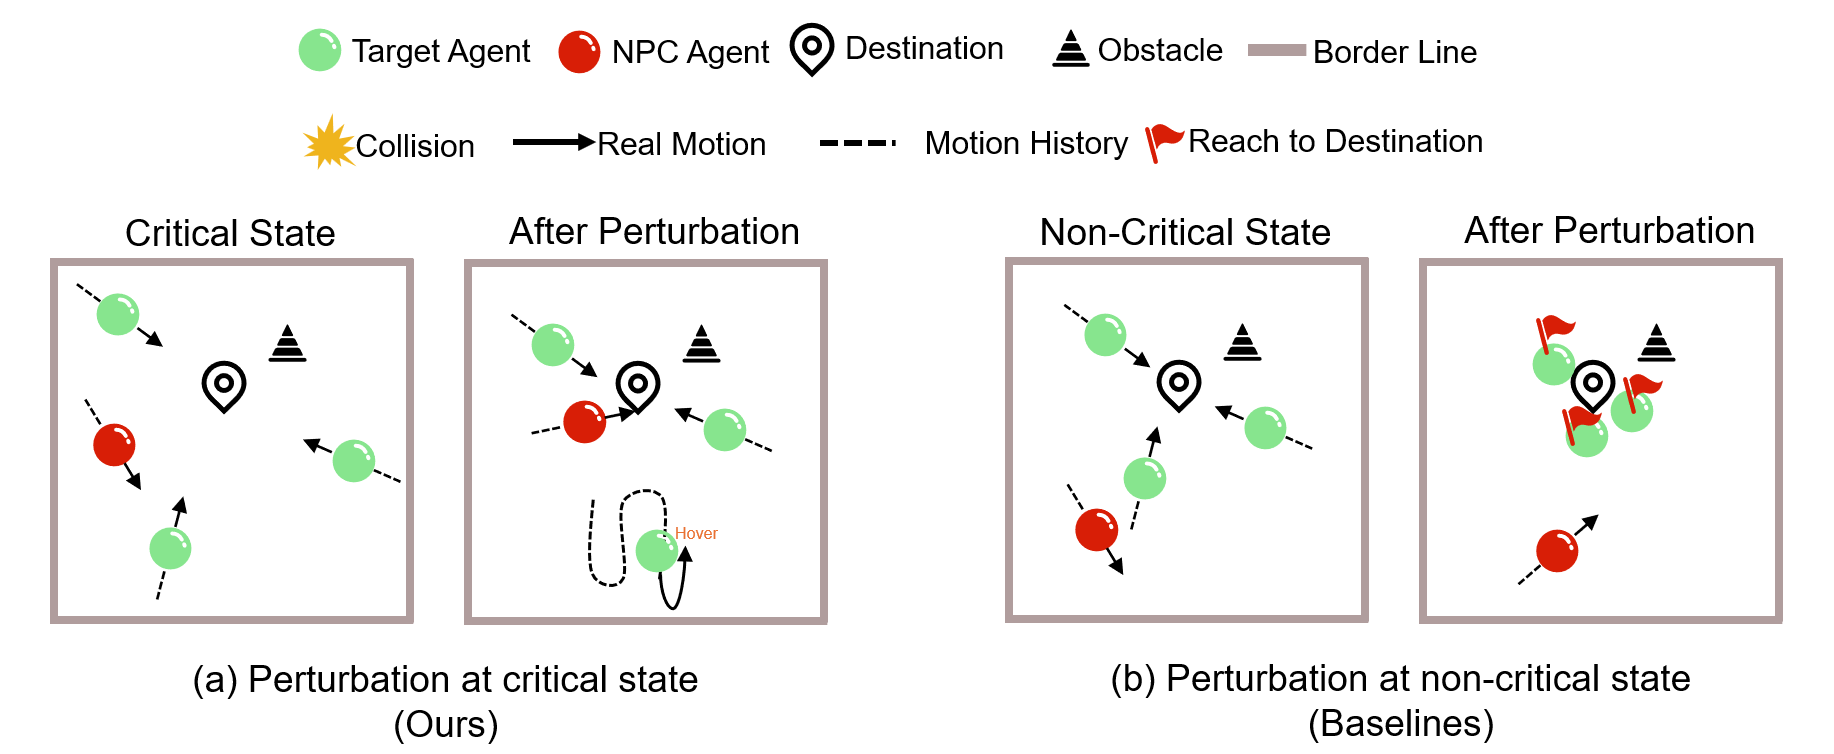 Target Agent NPC Agent Destination Obstacle Border Line
Collision Real Motion Motion History Reach to Destination
Critical State After Perturbation Non-Critical State After Perturbation
Hover
(a) Perturbation at critical state (b) Perturbation at non-critical state
(Ours) (Baselines)